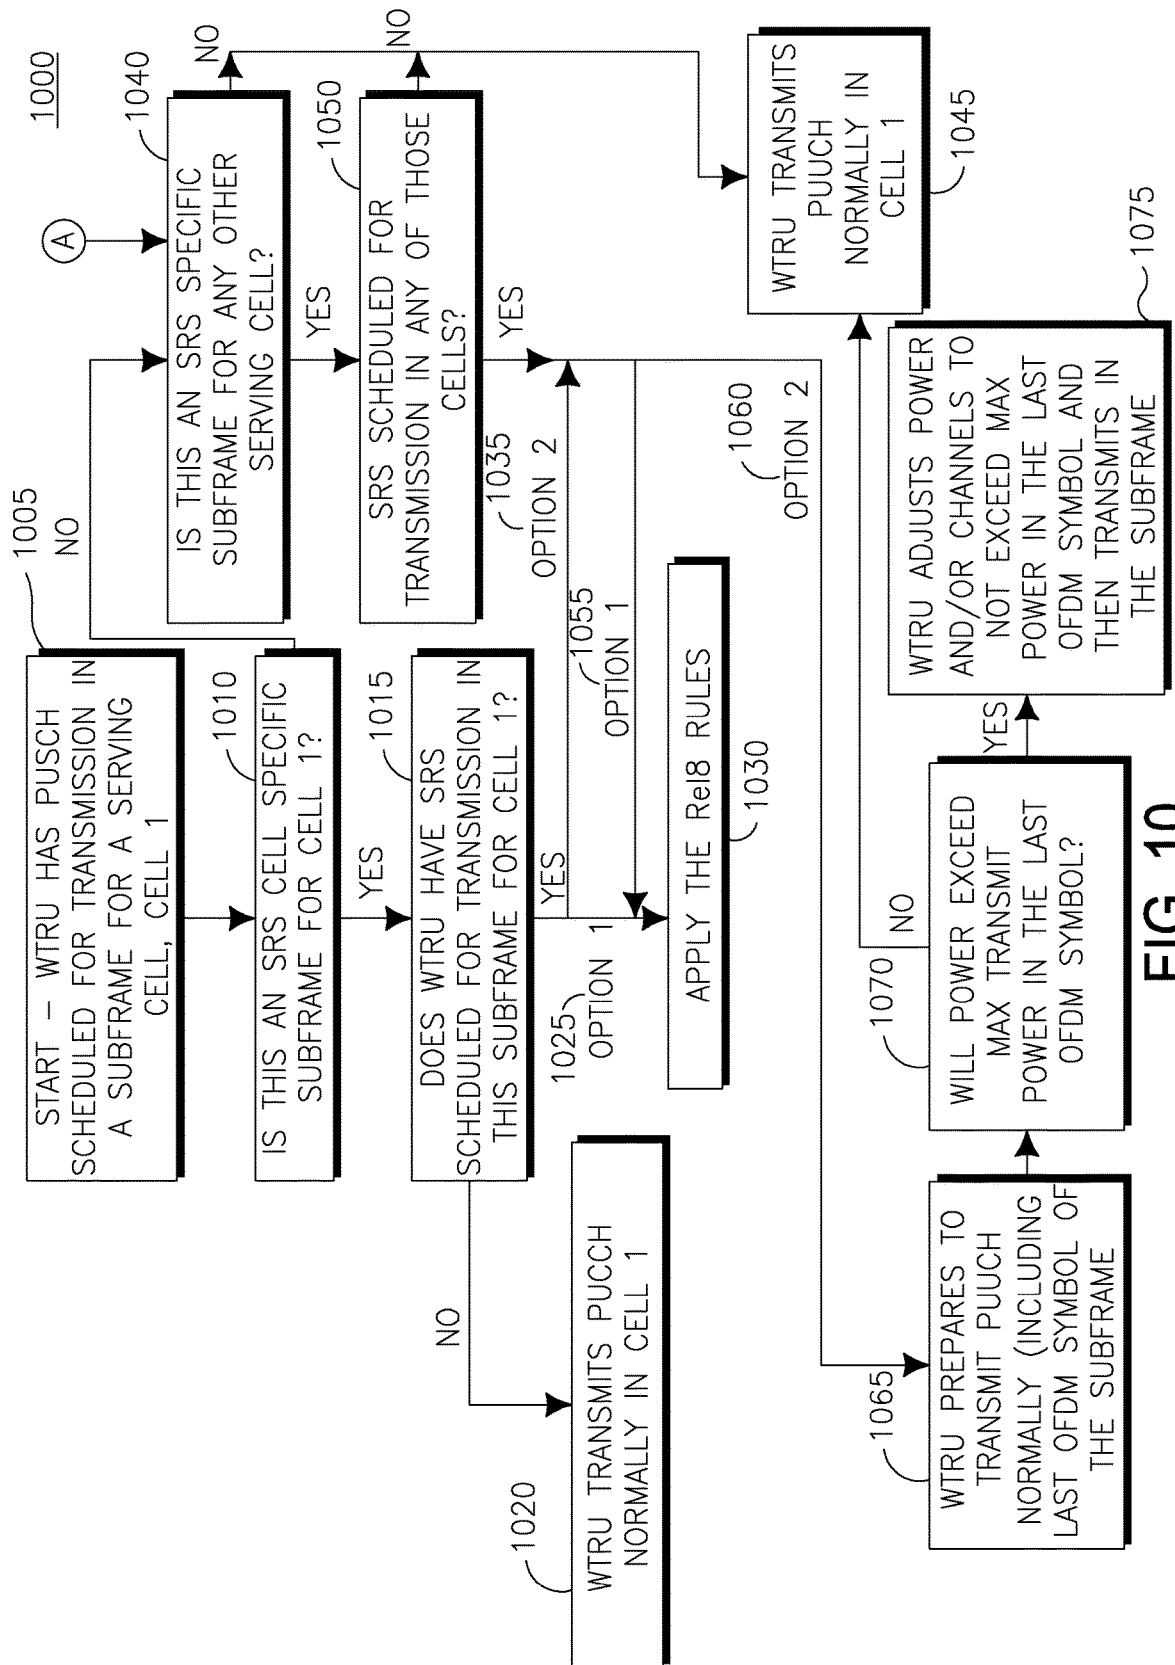 1000
START – WTRU HAS PUSCH
SCHEDULED FOR TRANSMISSION IN
A SUBFRAME FOR A SERVING
CELL, CELL 1
1005
NO
IS THIS AN SRS CELL SPECIFIC
SUBFRAME FOR CELL 1?
1010
YES
DOES WTRU HAVE SRS
SCHEDULED FOR TRANSMISSION IN
THIS SUBFRAME FOR CELL 1?
1015
NO
YES
WTRU TRANSMITS PUCCH
NORMALLY IN CELL 1
1020
1025
OPTION 1
APPLY THE Rel8 RULES
1030
1035
OPTION 2
A
IS THIS AN SRS SPECIFIC
SUBFRAME FOR ANY OTHER
SERVING CELL?
1040
NO
YES
SRS SCHEDULED FOR
TRANSMISSION IN ANY OF THOSE
CELLS?
1050
NO
YES
WTRU TRANSMITS
PUUCH
NORMALLY IN
CELL 1
1045
1055
OPTION 1
1060
OPTION 2
WTRU PREPARES TO
TRANSMIT PUUCH
NORMALLY (INCLUDING
LAST OFDM SYMBOL OF
THE SUBFRAME
1065
WILL POWER EXCEED
MAX TRANSMIT
POWER IN THE LAST
OFDM SYMBOL?
1070
NO
YES
WTRU ADJUSTS POWER
AND/OR CHANNELS TO
NOT EXCEED MAX
POWER IN THE LAST
OFDM SYMBOL AND
THEN TRANSMITS IN
THE SUBFRAME
1075
FIG. 10